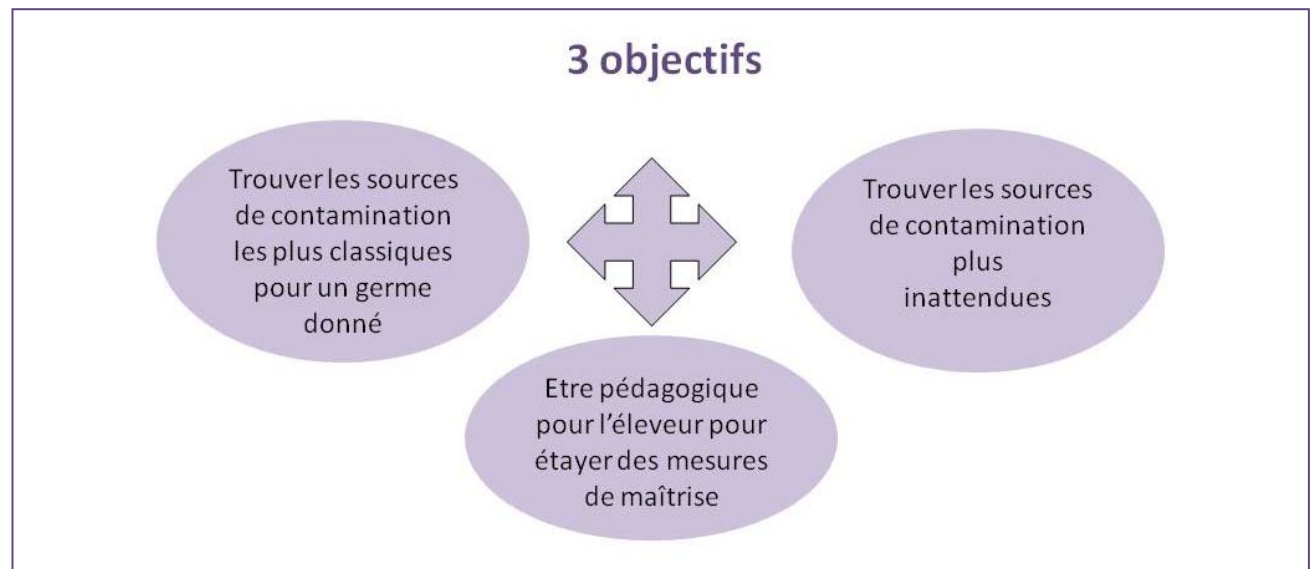 3 objectifs
Trouver les sources
de contamination
les plus classiques
pour un germe
donné
Trouver les sources
de contamination
plus
inattendues
Etre pédagogique
pour l'éleveur pour
étayer des mesures
de maîtrise